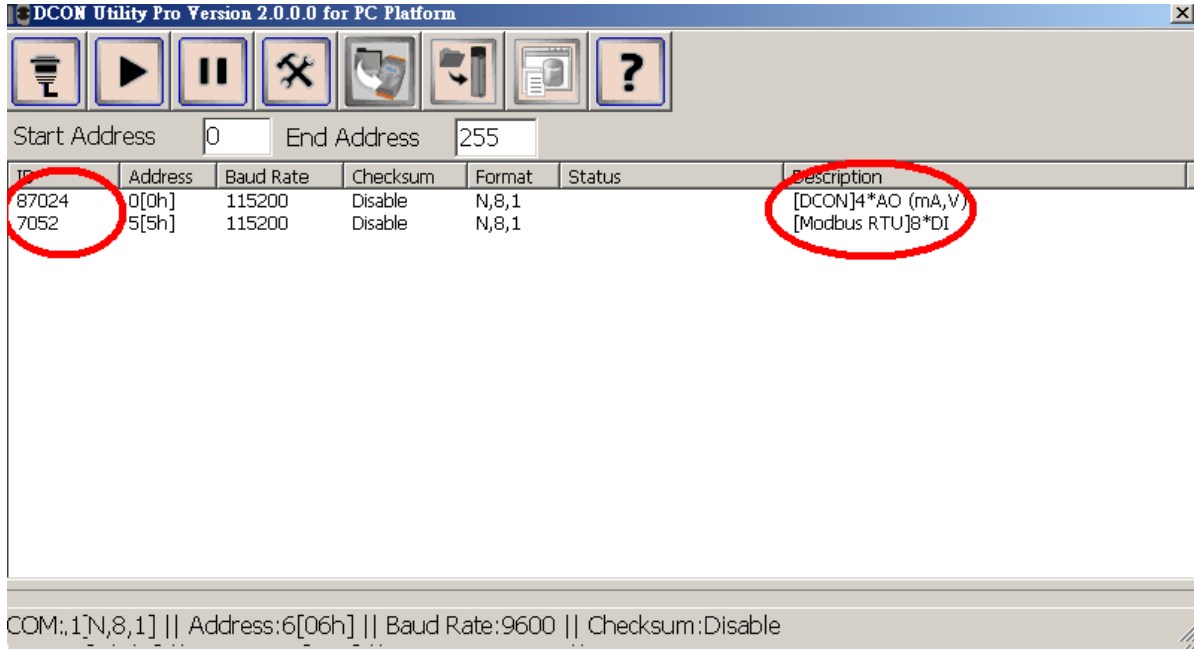 DCON Utility Pro Version 2.0.0.0 for PC Platform
Start Address 0 End Address 255
ID Address Baud Rate Checksum Format Status Description
87024 0[0h] 115200 Disable N,8,1 [DCON]4*AO (mA,V)
7052 5[5h] 115200 Disable N,8,1 [Modbus RTU]8*DI
COM:,1[N,8,1] || Address:6[06h] || Baud Rate:9600 || Checksum:Disable